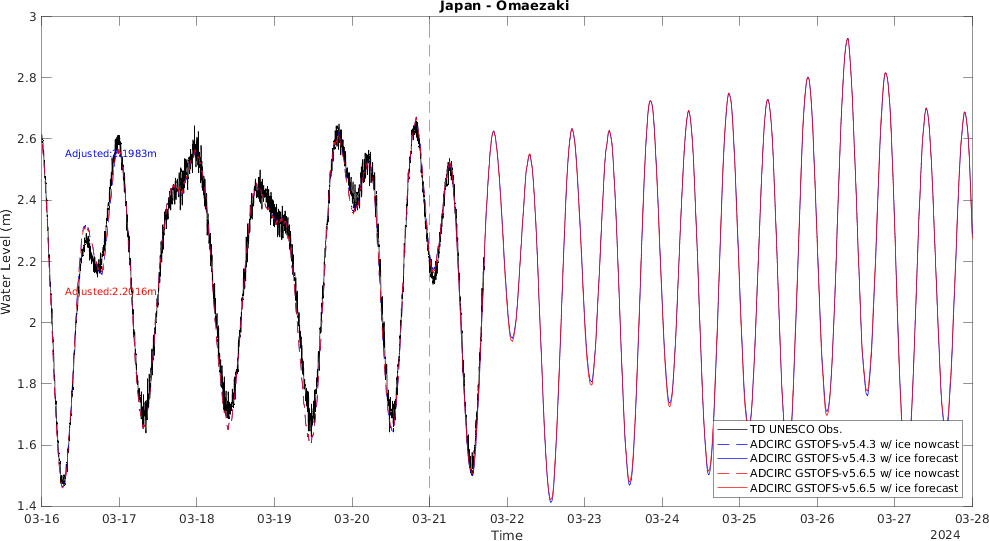 Japan - Omaezaki
3
2.8
2.6
2.4
2.2
2
1.8
1.6
1.4
Water Level (m)
Adjusted:2.1983m
Adjusted:2.2016m
TD UNESCO Obs.
ADCIRC GSTOFS-v5.4.3 w/ ice nowcast
ADCIRC GSTOFS-v5.4.3 w/ ice forecast
ADCIRC GSTOFS-v5.6.5 w/ ice nowcast
ADCIRC GSTOFS-v5.6.5 w/ ice forecast
03-16 03-17 03-18 03-19 03-20 03-21 03-22 03-23 03-24 03-25 03-26 03-27 03-28
Time
2024